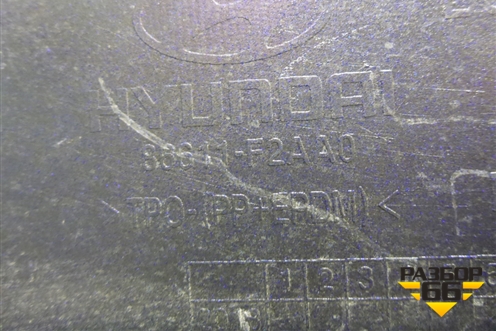 HYUNDAI
86611-F2AA0
>TPO-(PP+EPDM)<
1 2 3
РАЗБОР
66